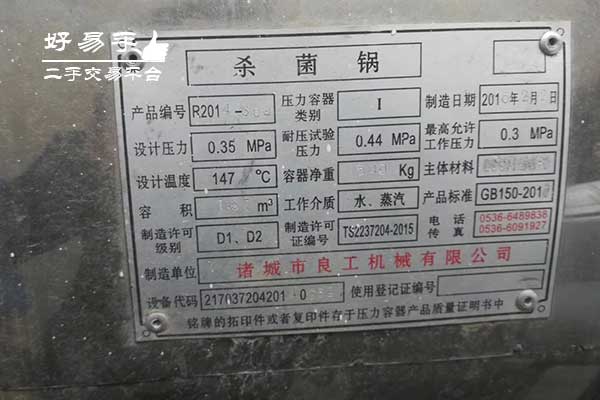 好易手
二手交易平台
杀菌锅
产品编号 压力容器类别 I 制造日期
设计压力 0.35 MPa 耐压试验压力 0.44 MPa 最高允许工作压力 0.3 MPa
设计温度 147 ℃ 容器净重 Kg 主体材料
容积 m³ 工作介质 水、蒸汽 产品标准
制造许可级别 D1、D2 制造许可证编号 TS2237204-2015 电话传真 0536-6489838 0536-6091927
制造单位 诸城市良工机械有限公司
设备代码 使用登记证编号
铭牌的拓印件或者复印件存于压力容器产品质量证明书中